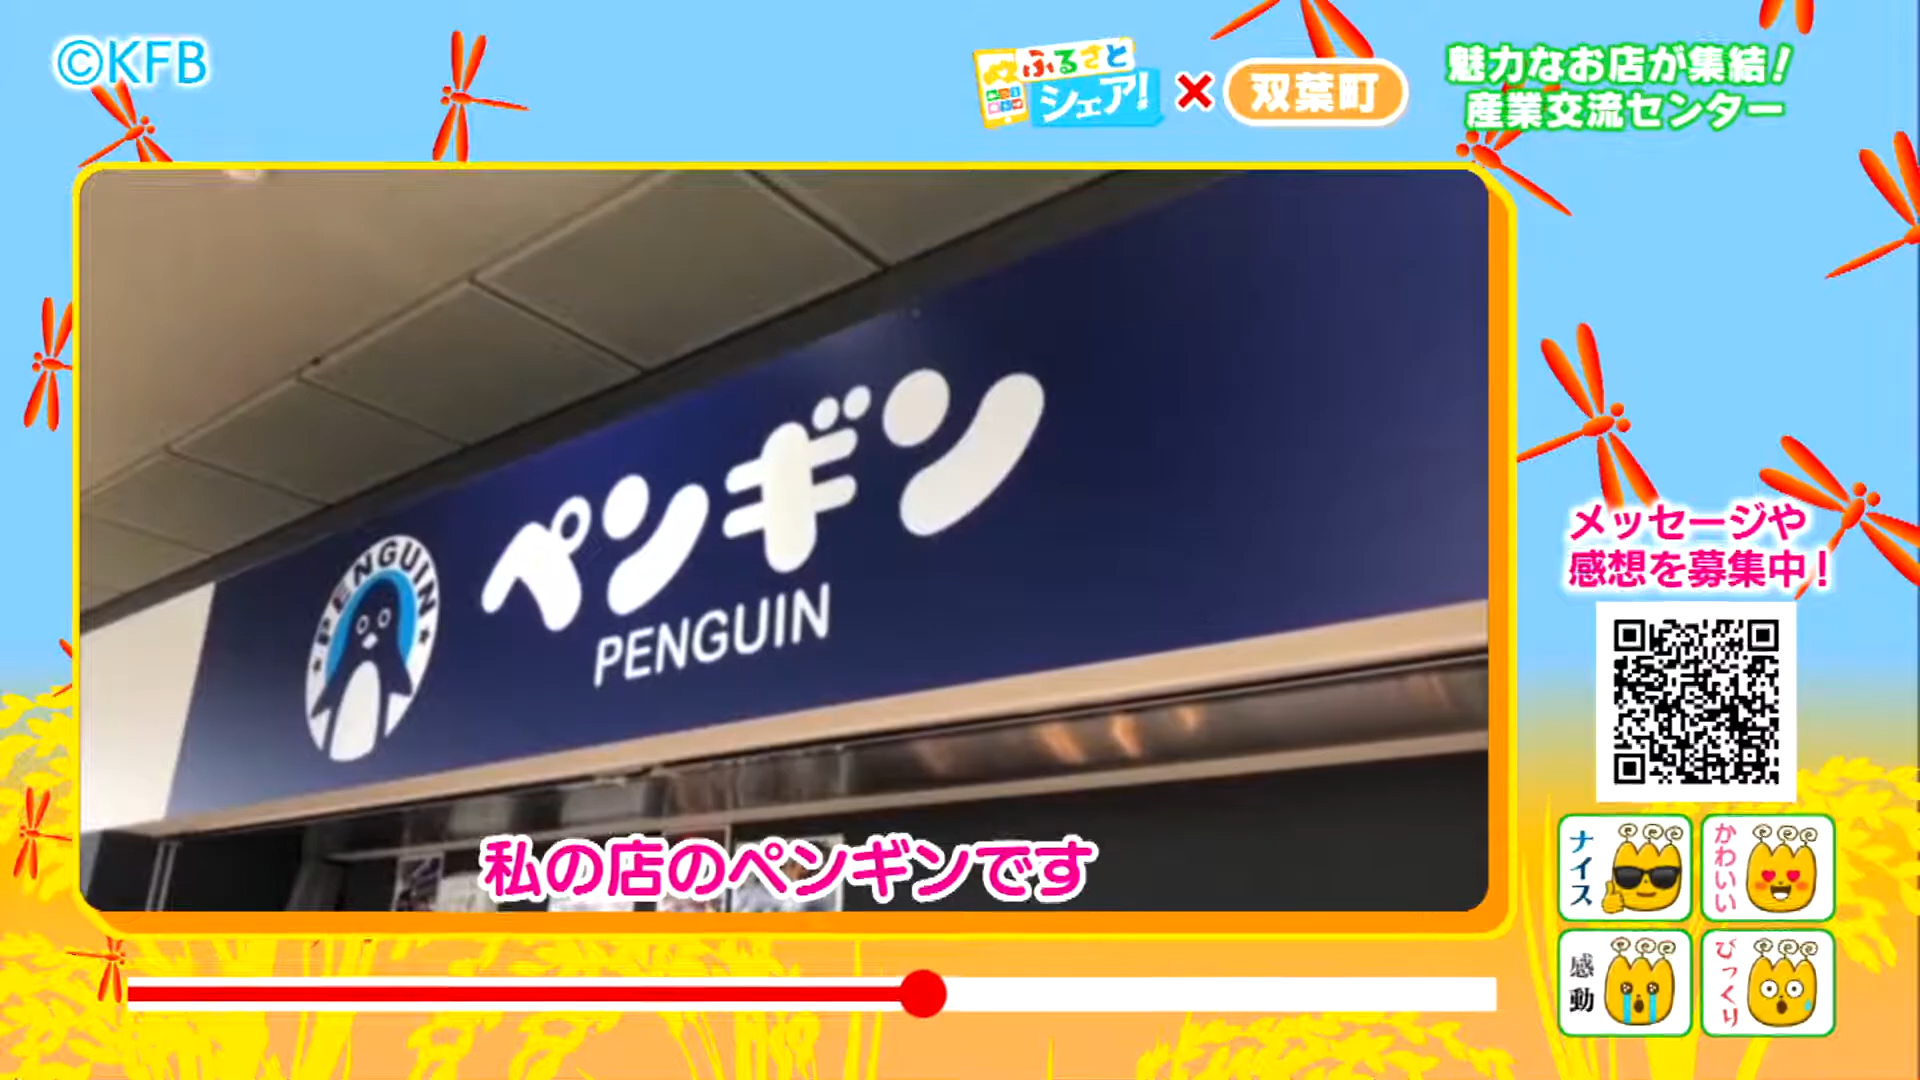 ©KFB
ふるさと
シェア!
×
双葉町
魅力なお店が集結!
産業交流センター
PENGUIN
ペンギン
PENGUIN
私の店のペンギンです
メッセージや
感想を募集中!
ナイス
かわいい
感動
びっくり